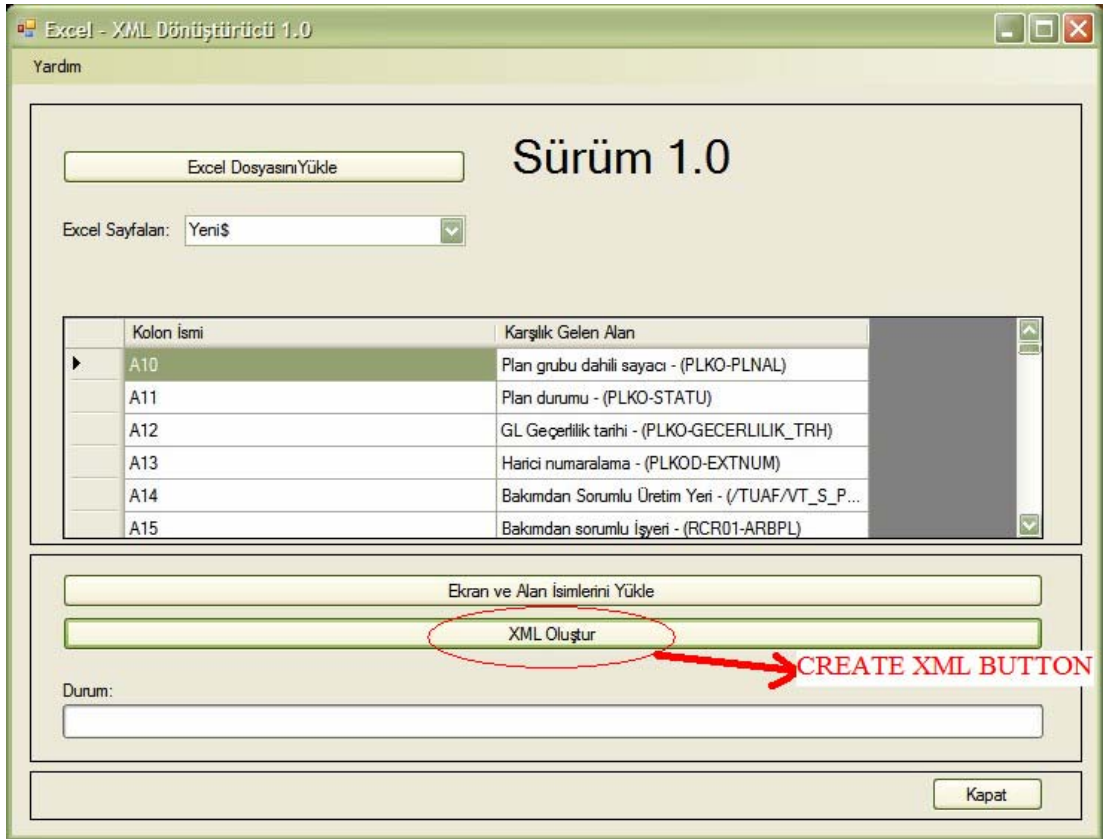 Excel - XML Dönüştürücü 1.0
Yardım
Excel DosyasınıYükle
Sürüm 1.0
Excel Sayfaları: Yeni$
Kolon İsmi Karşılık Gelen Alan
A10 Plan grubu dahili sayacı - (PLKO-PLNAL)
A11 Plan durumu - (PLKO-STATU)
A12 GL Geçerlilik tarihi - (PLKO-GECERLILIK_TRH)
A13 Harici numaralama - (PLKOD-EXTNUM)
A14 Bakımdan Sorumlu Üretim Yeri - (/TUAF/VT_S_P...
A15 Bakımdan sorumlu İşyeri - (RCR01-ARBPL)
Ekran ve Alan İsimlerini Yükle
XML Oluştur
CREATE XML BUTTON
Durum:
Kapat